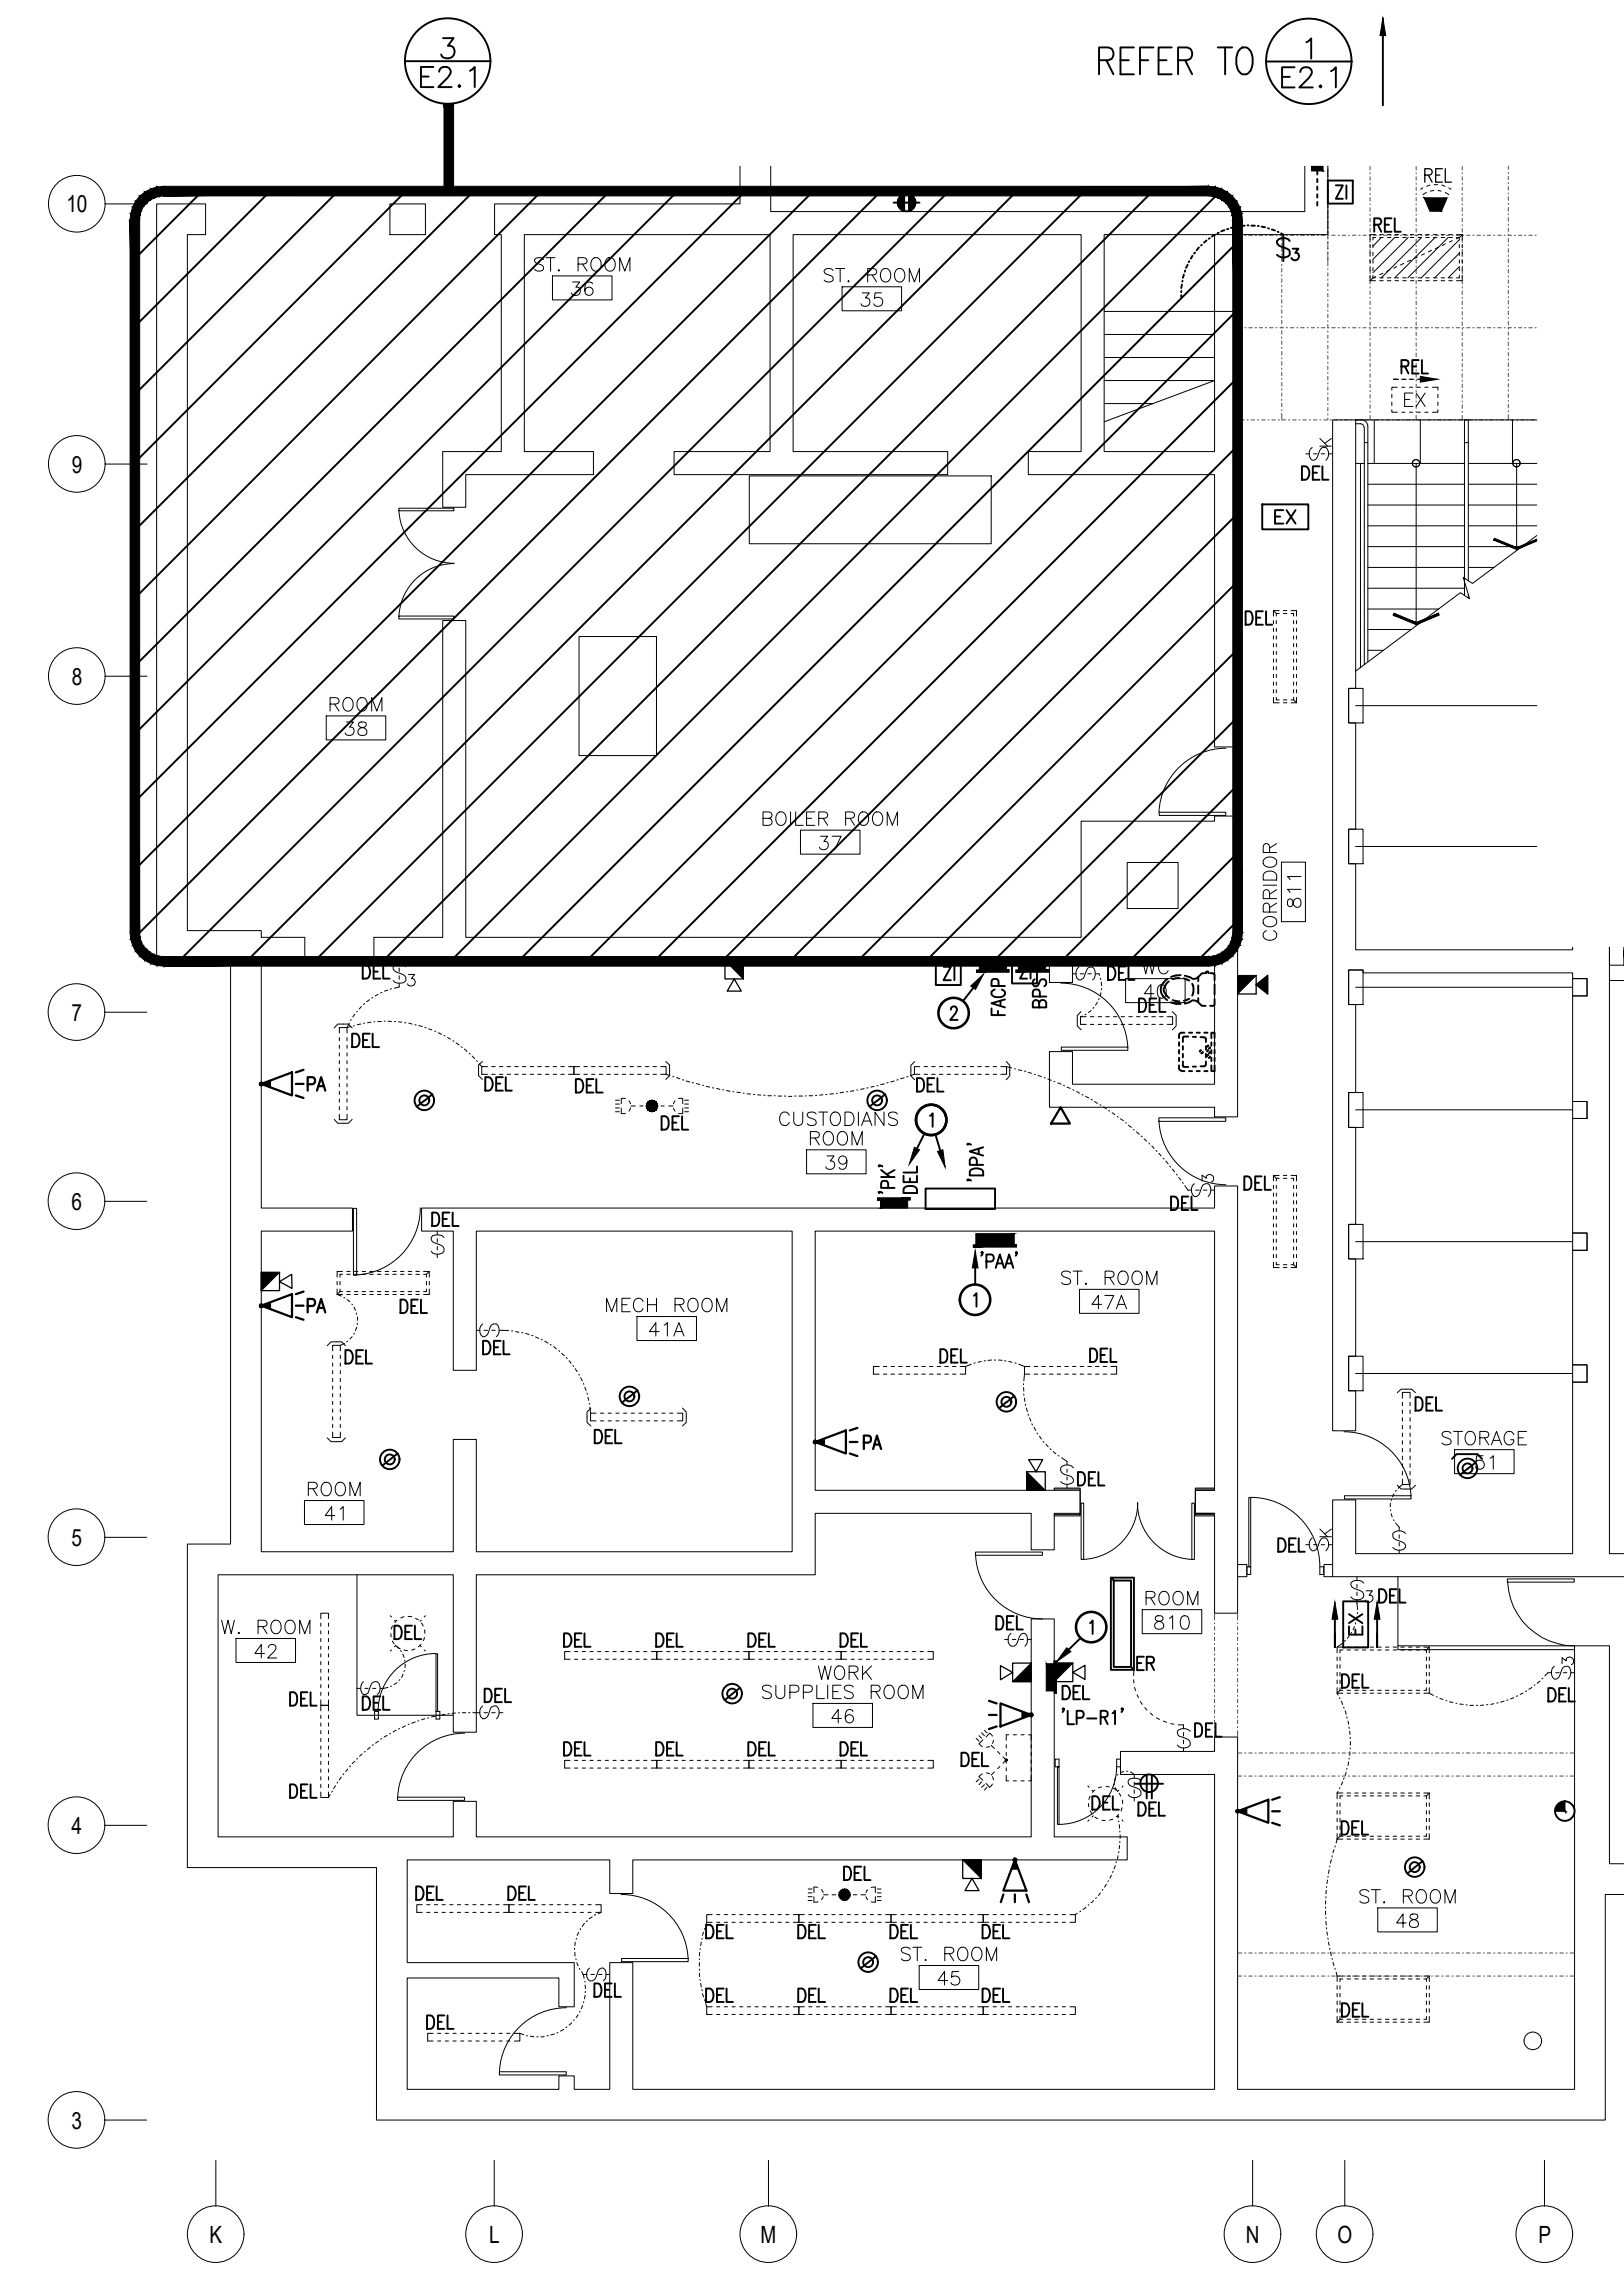 3
E2.1
REFER TO
1
E2.1
10
9
8
7
6
5
4
3
ZI
REL
REL
$3
REL
EX
ST. ROOM
36
ST. ROOM
35
DEL
EX
DEL
ROOM
38
BOILER ROOM
37
CORRIDOR
811
DEL
3
ZI
ZI
FACP
BPS
DEL
WC
DEL
2
DEL
PA
DEL
DEL
DEL
DEL
CUSTODIANS
ROOM
39
1
'PK'
DEL
'DPA'
3
DEL
DEL
DEL
'PAA'
1
PA
DEL
DEL
MECH ROOM
41A
ST. ROOM
47A
DEL
DEL
DEL
DEL
DEL
PA
DEL
ROOM
41
DEL
STORAGE
51
DEL
K
ROOM
810
3
DEL
EX
W. ROOM
42
DEL
DEL
DEL
DEL
DEL
DEL
DEL
DEL
DEL
DEL
1
ER
DEL
'LP-R1'
WORK
SUPPLIES ROOM
46
DEL
DEL
DEL
DEL
DEL
DEL
DEL
DEL
DEL
3
DEL
DEL
DEL
DEL
DEL
DEL
DEL
ST. ROOM
48
DEL
DEL
DEL
DEL
DEL
ST. ROOM
45
DEL
DEL
DEL
DEL
DEL
DEL
DEL
K
L
M
N
O
P